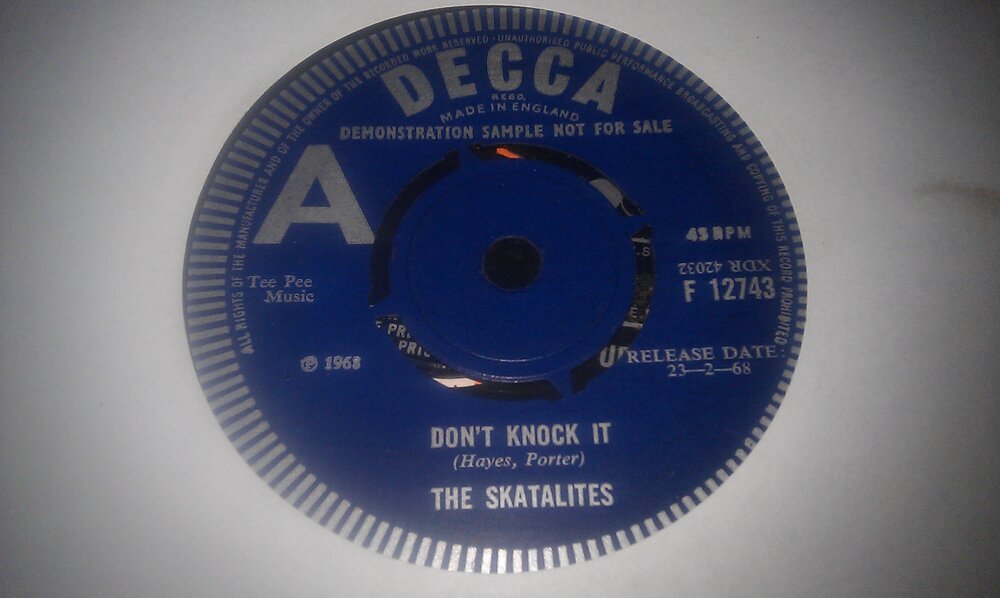 ALL RIGHTS OF THE MANUFACTURER AND OF THE OWNER OF THE RECORDED WORK RESERVED · UNAUTHORISED PUBLIC PERFORMANCE BROADCASTING AND COPYING OF THIS RECORD PROHIBITED
DECCA
REGD.
MADE IN ENGLAND
DEMONSTRATION SAMPLE NOT FOR SALE
A
45 RPM
XDR 42032
F 12743
Tee Pee
Music
℗ 1968
RELEASE DATE:
23—2—68
DON'T KNOCK IT
(Hayes, Porter)
THE SKATALITES